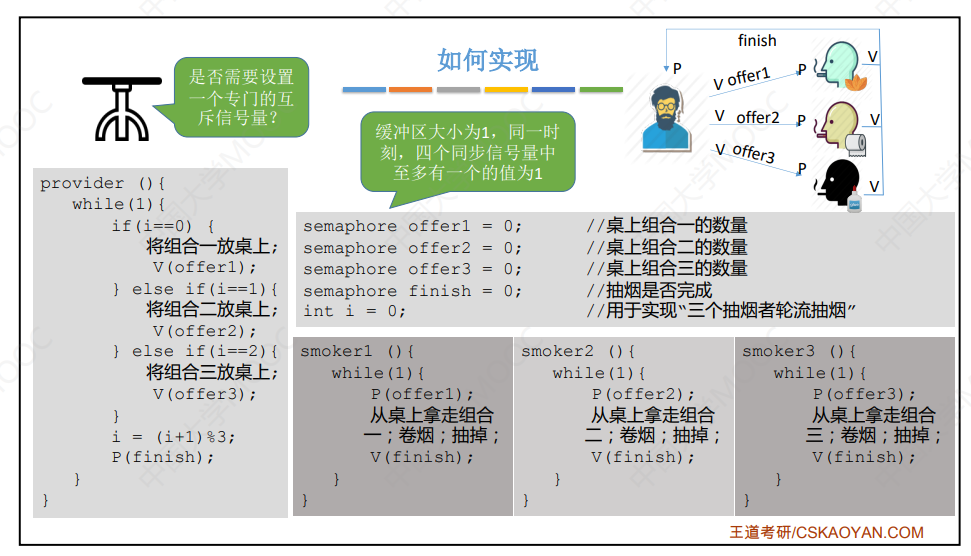 如何实现
是否需要设置
一个专门的互
斥信号量？
缓冲区大小为1，同一时
刻，四个同步信号量中
至多有一个的值为1
finish
P
V offer1
P
V
V offer2
P
V
V offer3
P
V
provider (){
while(1){
if(i==0) {
将组合一放桌上;
V(offer1);
} else if(i==1){
将组合二放桌上;
V(offer2);
} else if(i==2){
将组合三放桌上;
V(offer3);
}
i = (i+1)%3;
P(finish);
}
}
semaphore offer1 = 0; //桌上组合一的数量
semaphore offer2 = 0; //桌上组合二的数量
semaphore offer3 = 0; //桌上组合三的数量
semaphore finish = 0; //抽烟是否完成
int i = 0; //用于实现“三个抽烟者轮流抽烟”
smoker1 (){
while(1){
P(offer1);
从桌上拿走组合
一；卷烟；抽掉；
V(finish);
}
}
smoker2 (){
while(1){
P(offer2);
从桌上拿走组合
二；卷烟；抽掉；
V(finish);
}
}
smoker3 (){
while(1){
P(offer3);
从桌上拿走组合
三；卷烟；抽掉；
V(finish);
}
}
王道考研/CSKAOYAN.COM
中国大学MOOC